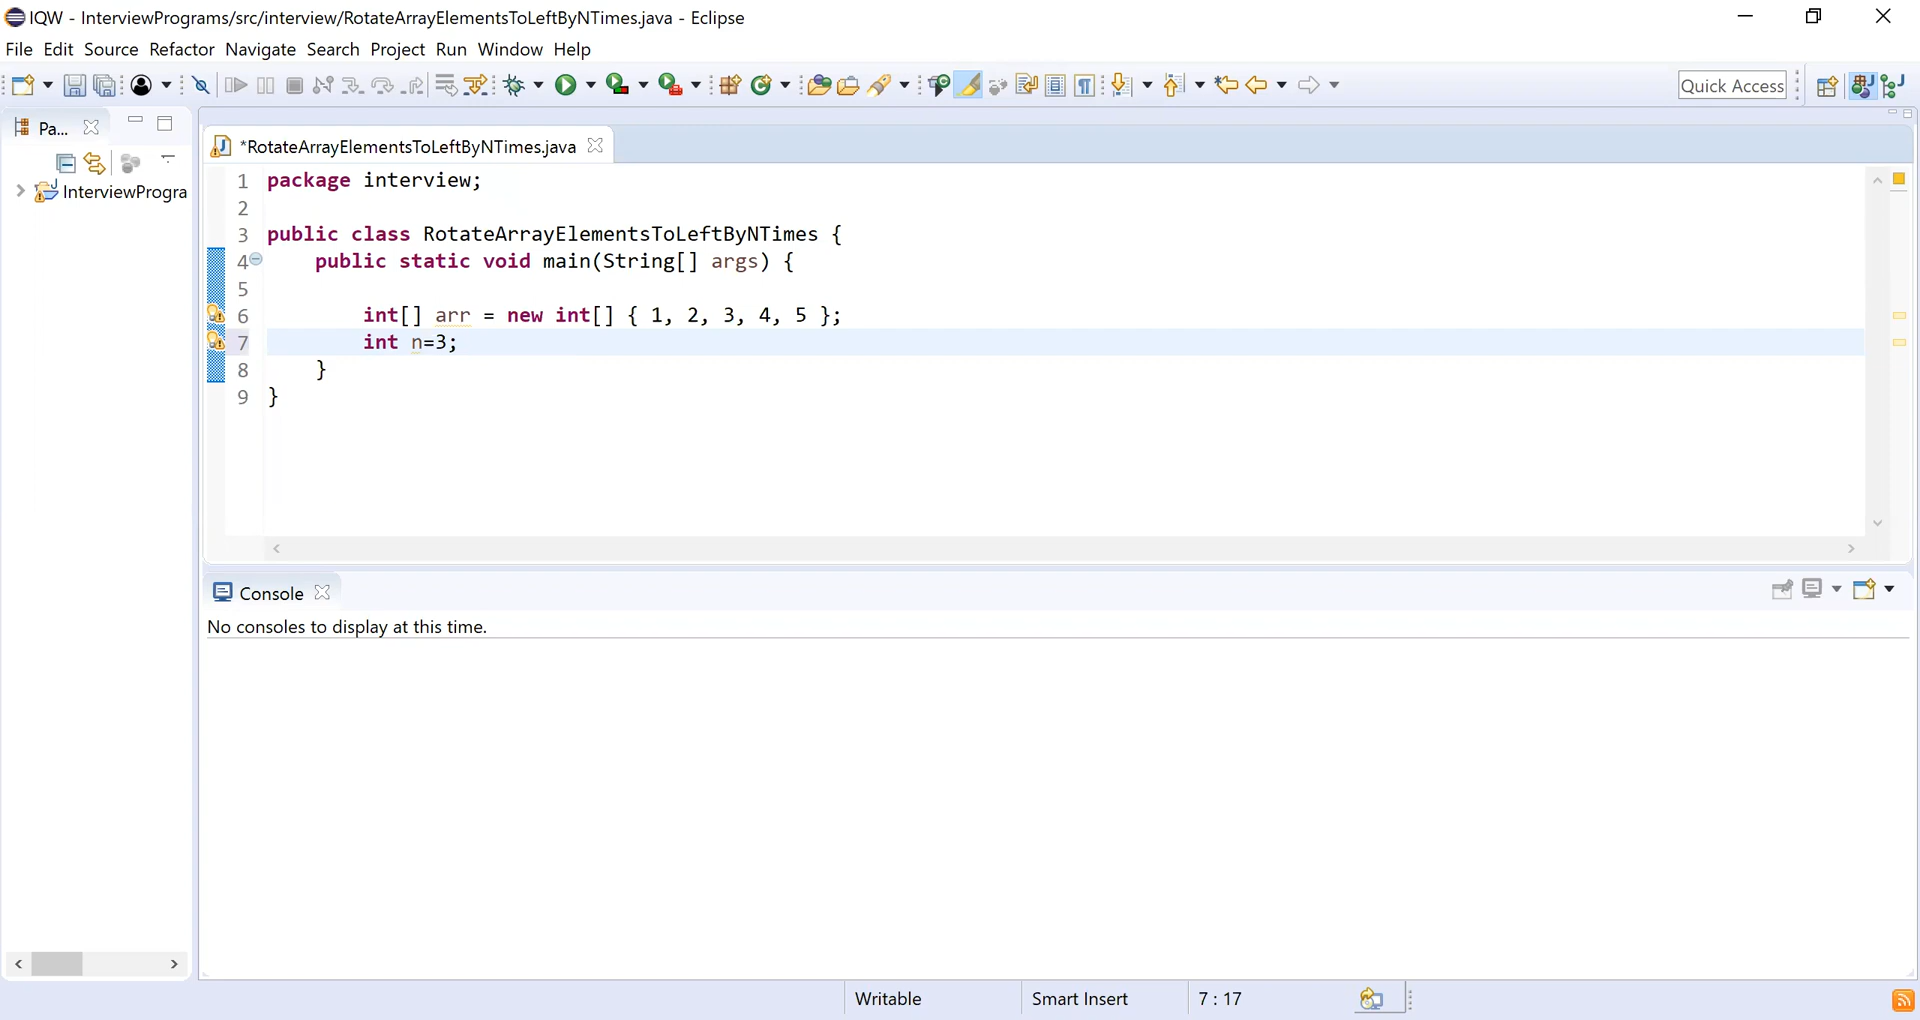 IQW - InterviewPrograms/src/interview/RotateArrayElementsToLeftByNTimes.java - Eclipse
File Edit Source Refactor Navigate Search Project Run Window Help
Quick Access
Pa...
*RotateArrayElementsToLeftByNTimes.java
InterviewProgra
1 package interview;
2
3 public class RotateArrayElementsToLeftByNTimes {
4 public static void main(String[] args) {
5
6 int[] arr = new int[] { 1, 2, 3, 4, 5 };
7 int n=3;
8 }
9 }
Console
No consoles to display at this time.
Writable Smart Insert 7 : 17